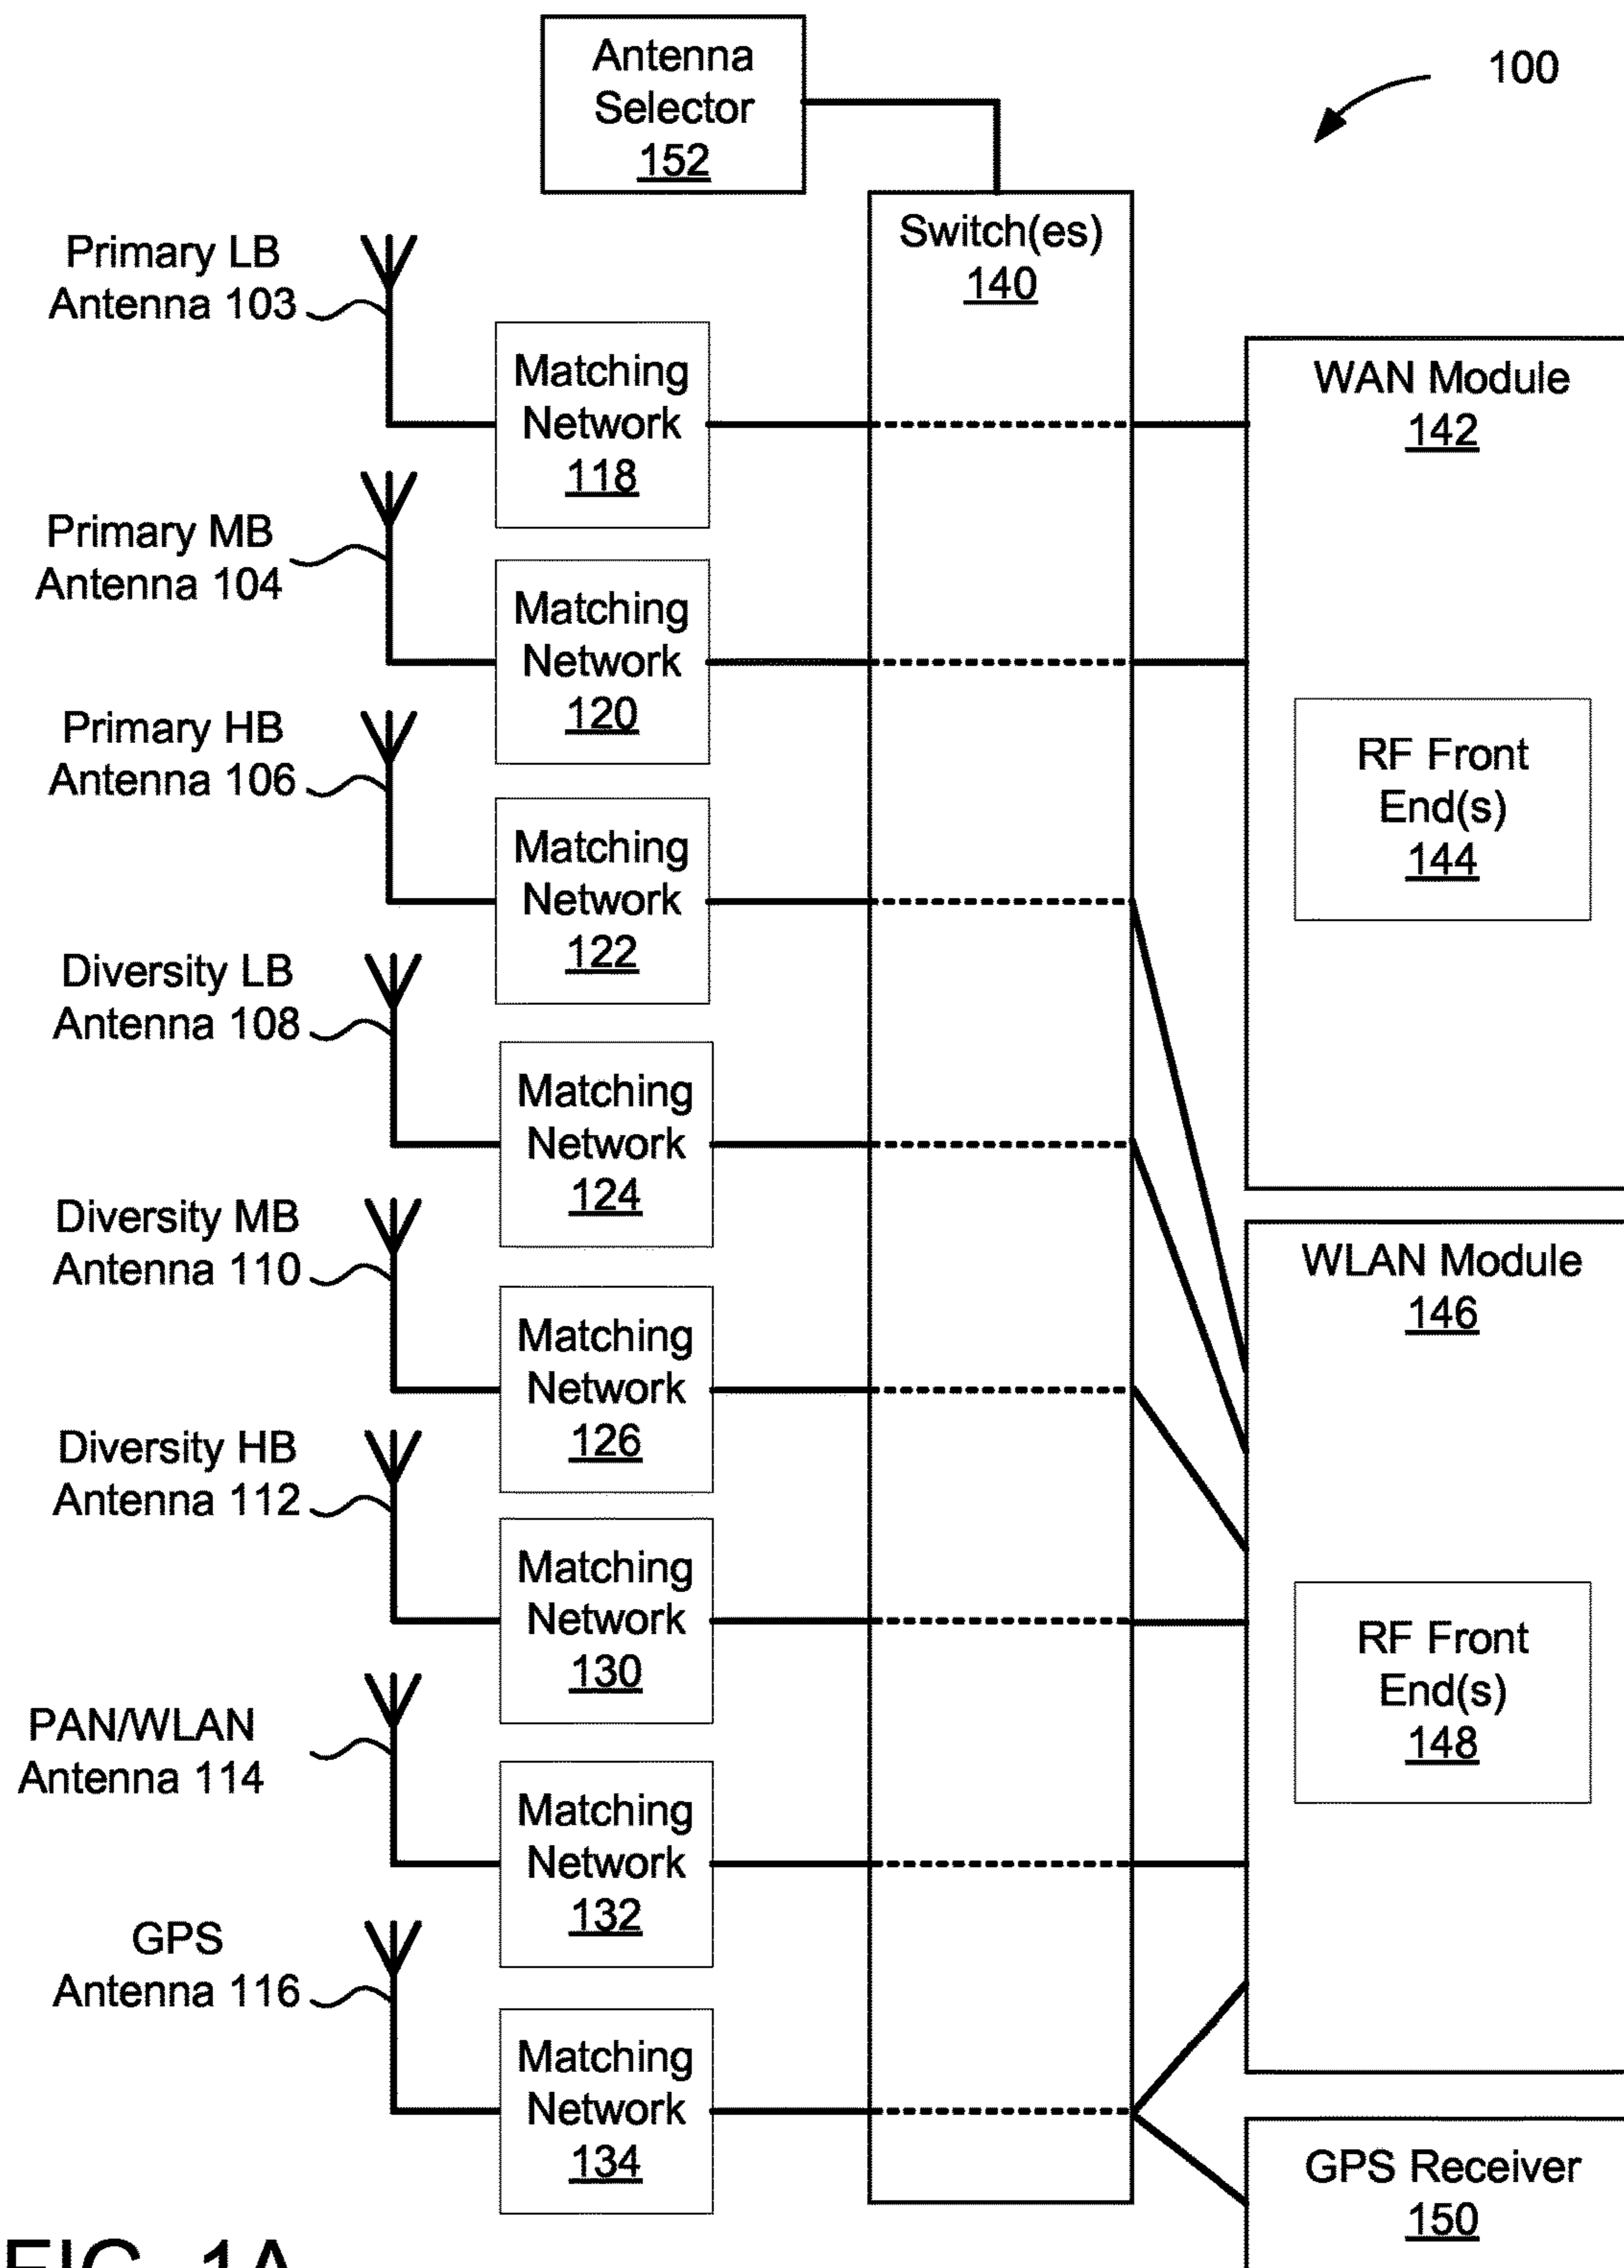 Antenna
Selector
152
100
Switch(es)
140
Primary LB
Antenna 103
Matching
Network
118
WAN Module
142
Primary MB
Antenna 104
Matching
Network
120
RF Front
End(s)
144
Primary HB
Antenna 106
Matching
Network
122
Diversity LB
Antenna 108
Matching
Network
124
Diversity MB
Antenna 110
WLAN Module
146
Matching
Network
126
Diversity HB
Antenna 112
Matching
Network
130
RF Front
End(s)
148
PAN/WLAN
Antenna 114
Matching
Network
132
GPS
Antenna 116
Matching
Network
134
GPS Receiver
150
FIG. 1A